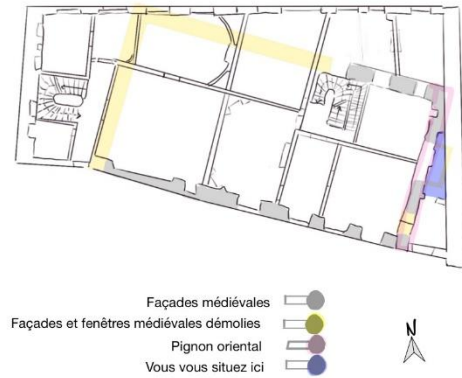 Façades médiévales
Façades et fenêtres médiévales démolies
Pignon oriental
Vous vous situez ici
N